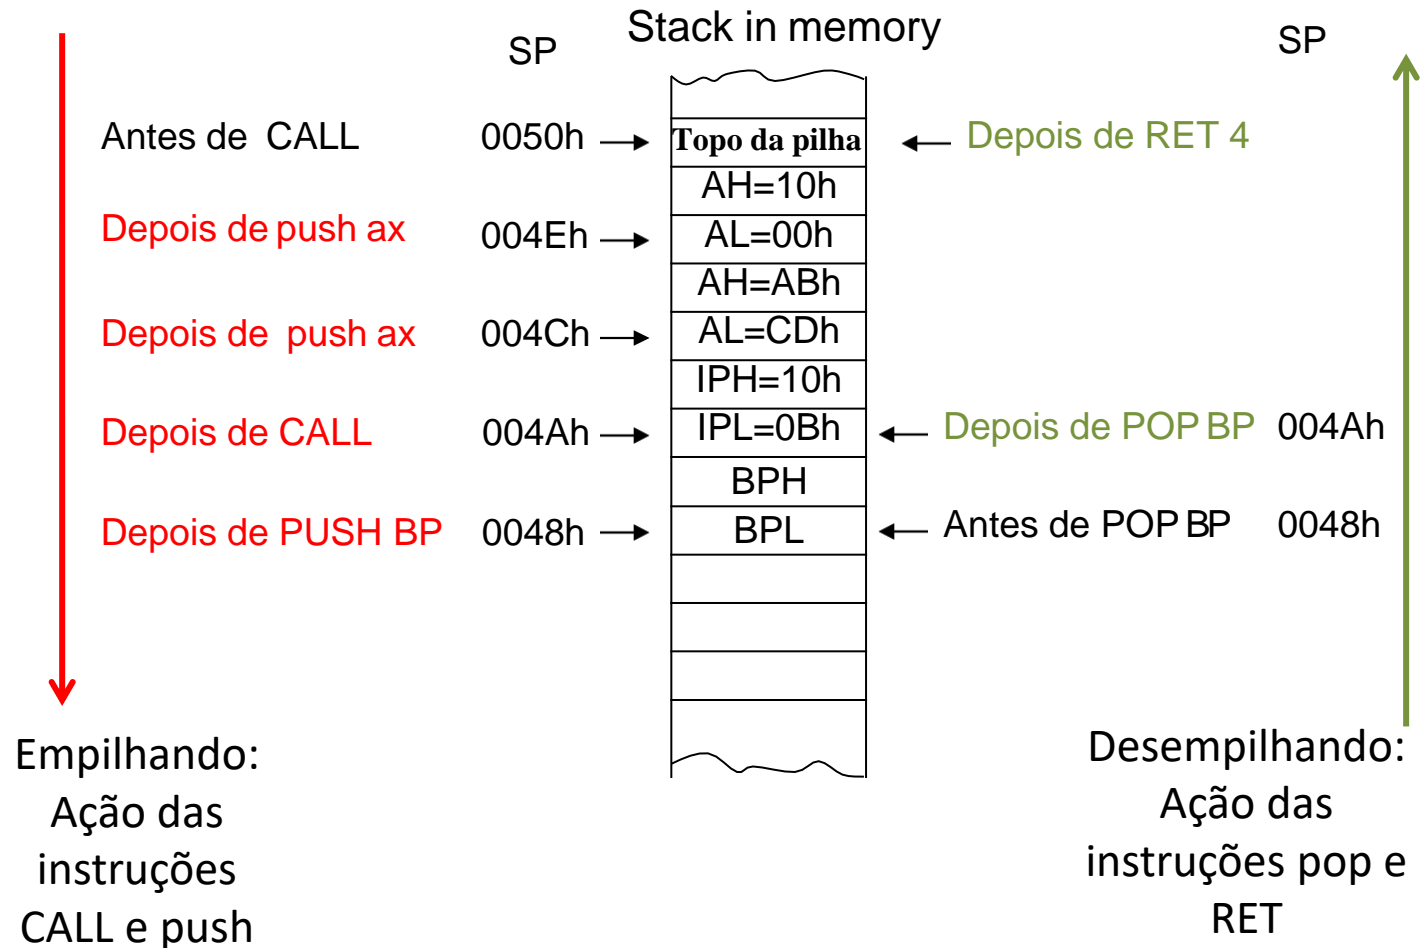 SP Stack in memory SP
Antes de CALL 0050h Topo da pilha Depois de RET 4
AH=10h
Depois de push ax 004Eh AL=00h
AH=ABh
Depois de push ax 004Ch AL=CDh
IPH=10h
Depois de CALL 004Ah IPL=0Bh Depois de POP BP 004Ah
BPH
Depois de PUSH BP 0048h BPL Antes de POP BP 0048h
Empilhando:
Ação das
instruções
CALL e push
Desempilhando:
Ação das
instruções pop e
RET